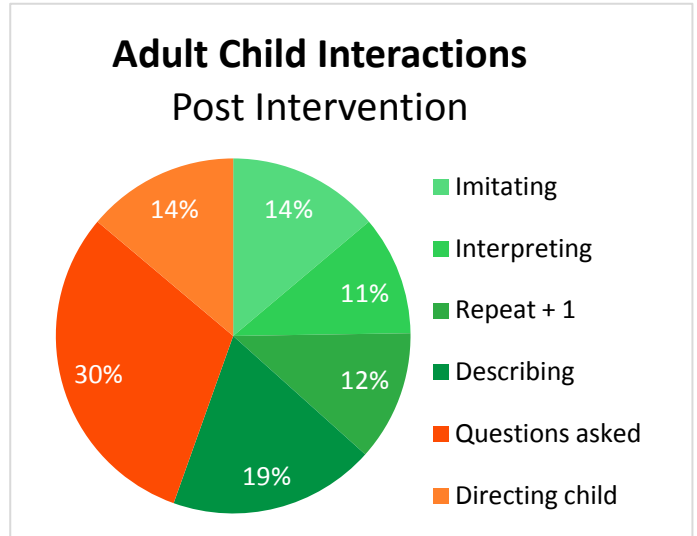 Adult Child Interactions
Post Intervention
14%
14%
11%
12%
19%
30%
Imitating
Interpreting
Repeat + 1
Describing
Questions asked
Directing child